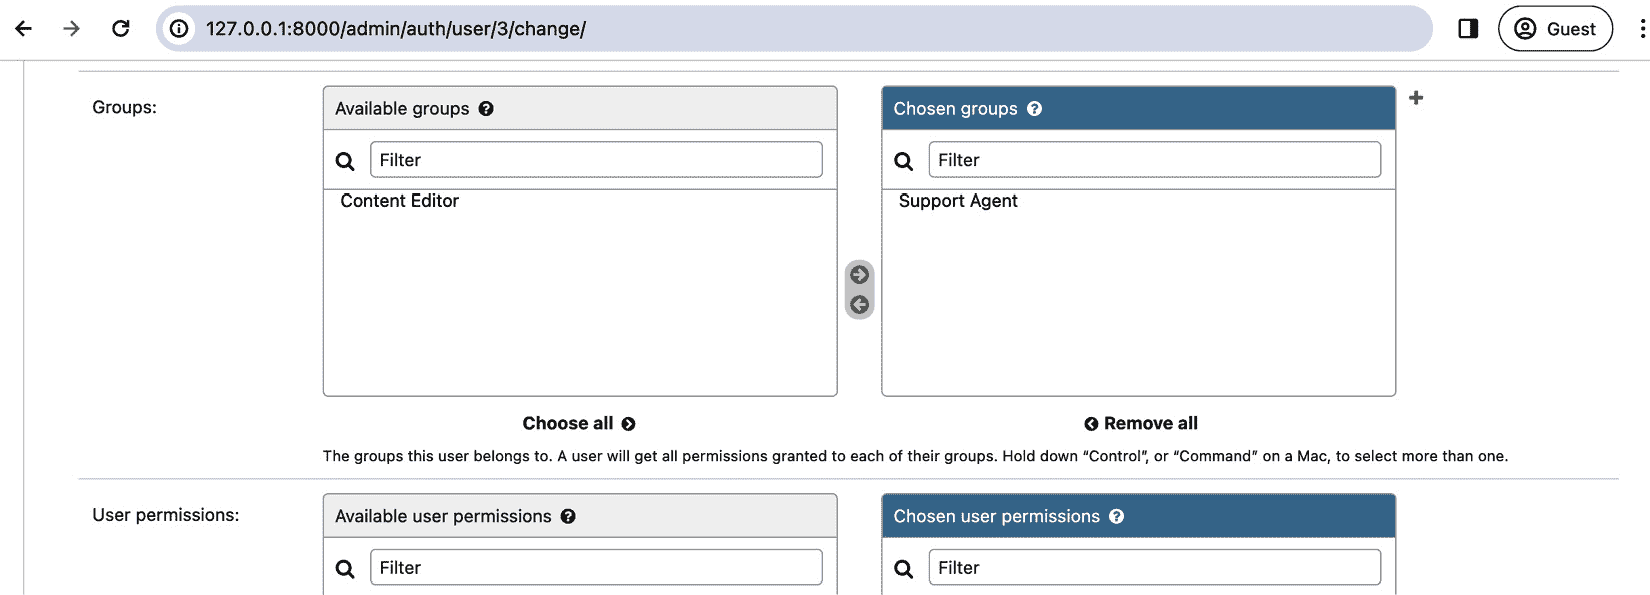 127.0.0.1:8000/admin/auth/user/3/change/
Guest
Groups:
Available groups
Chosen groups
Filter
Filter
Content Editor
Support Agent
Choose all
Remove all
The groups this user belongs to. A user will get all permissions granted to each of their groups. Hold down “Control”, or “Command” on a Mac, to select more than one.
User permissions:
Available user permissions
Chosen user permissions
Filter
Filter